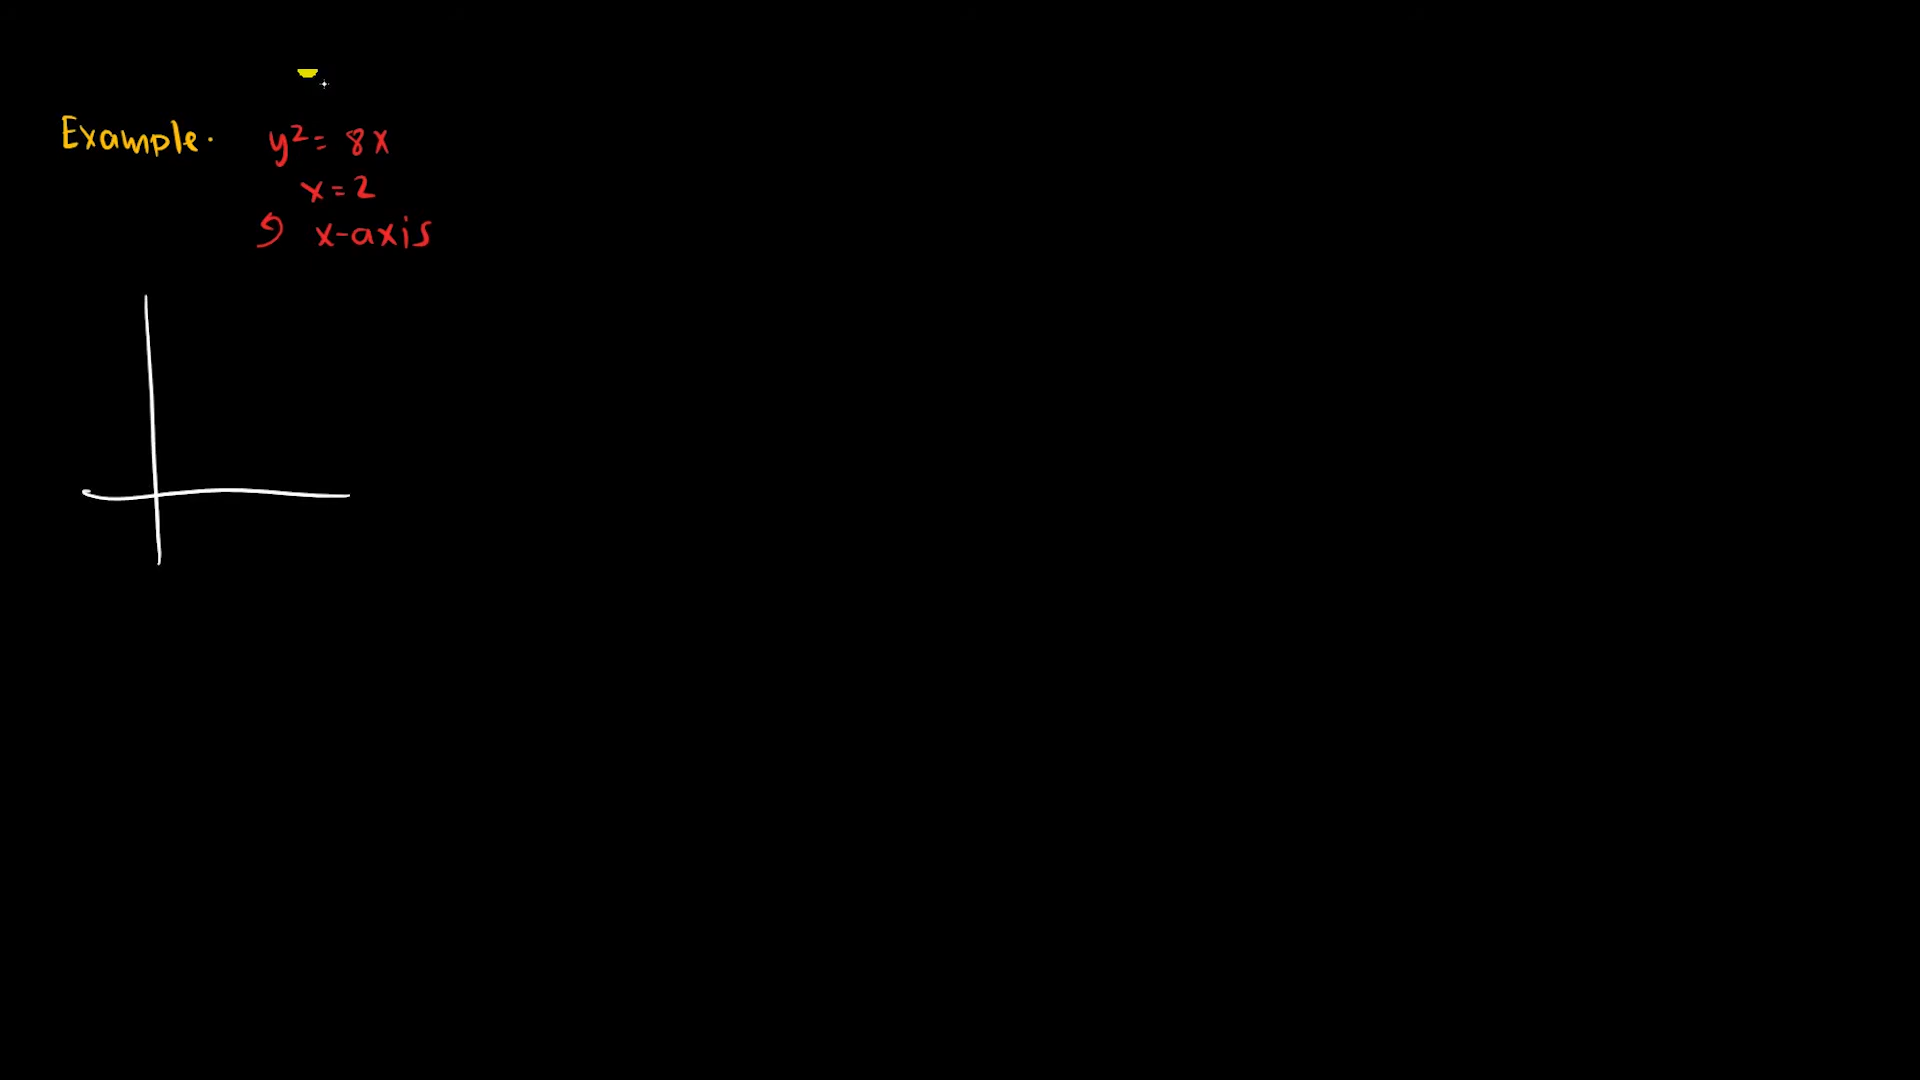 Example. y² = 8x
x = 2
x-axis